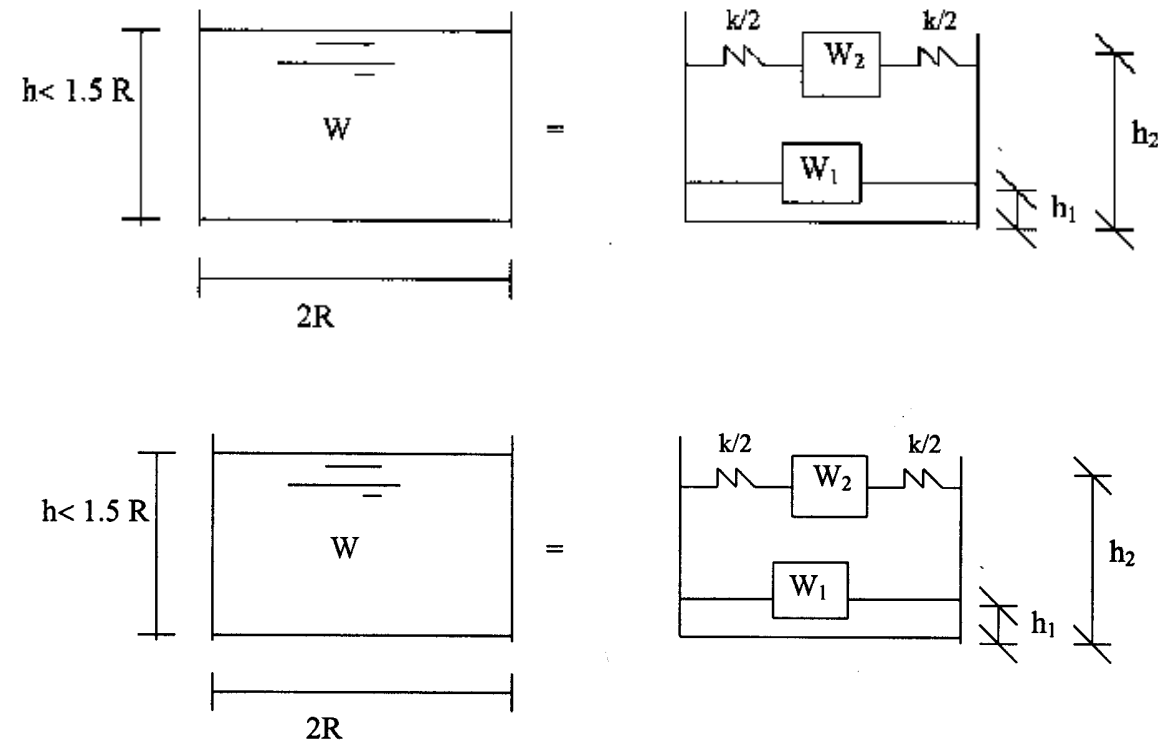 k/2 k/2
W₂
h< 1.5 R
W = h₂
W₁
h₁
2R
k/2 k/2
W₂
h< 1.5 R
W = h₂
W₁
h₁
2R